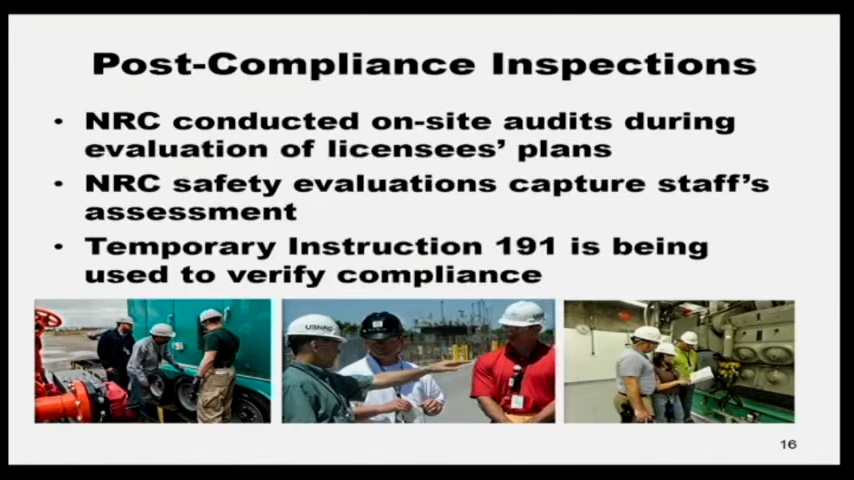 Post-Compliance Inspections
• NRC conducted on-site audits during
evaluation of licensees’ plans
• NRC safety evaluations capture staff’s
assessment
• Temporary Instruction 191 is being
used to verify compliance
USNRC
16